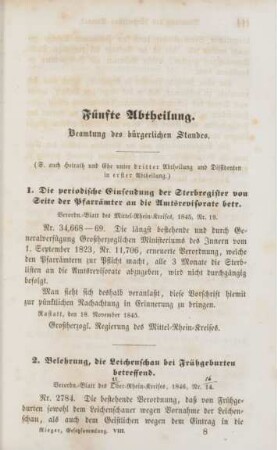 Fünfte Abtheilung.
Beamtung des bürgerlichen Standes.
(S. auch Heirath und Ehe unter dritter Abtheilung und Dissidenten
in erster Abtheilung.)
1. Die periodische Einsendung der Sterbregister von
Seite der Pfarrämter an die Amtsrevisorate betr.
Verordn.-Blatt des Mittel-Rhein-Kreises, 1845, Nr. 19.
Nr. 34,668—69. Die längst bestehende und durch Ge-
neralverfügung Großherzoglichen Ministeriums des Innern vom
1. September 1823, Nr. 11,706, erneuerte Verordnung, welche
den Pfarrämtern zur Pflicht macht, alle 3 Monate die Sterb-
listen an die Amtsrevisorate abzugeben, wird nicht durchgängig
befolgt.
Man sieht sich deshalb veranlaßt, diese Vorschrift hiemit
zur pünktlichen Nachachtung in Erinnerung zu bringen.
Rastatt, den 18. November 1845.
Großherzogl. Regierung des Mittel-Rhein-Kreises.
2. Belehrung, die Leichenschau bei Frühgeburten
betreffend.
Verordn.-Blatt des Ober-Rhein-Kreises, 1846, Nr. 14.
Nr. 2784. Die bestehende Verordnung, daß von Früh-
geburten sowohl dem Leichenschauer wegen Vornahme der Leichen-
schau, als auch dem Geistlichen wegen dem Eintrag in die
Rieger, Gesetzsammlung. VIII. 8